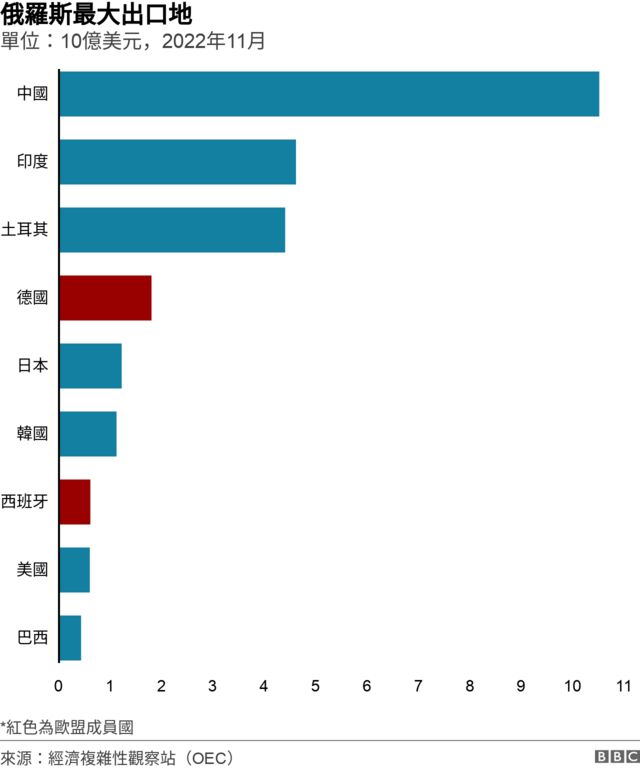 俄羅斯最大出口地
單位：10億美元，2022年11月
中國
印度
土耳其
德國
日本
韓國
西班牙
美國
巴西
0 1 2 3 4 5 6 7 8 9 10 11
*紅色為歐盟成員國
來源：經濟複雜性觀察站（OEC） BBC